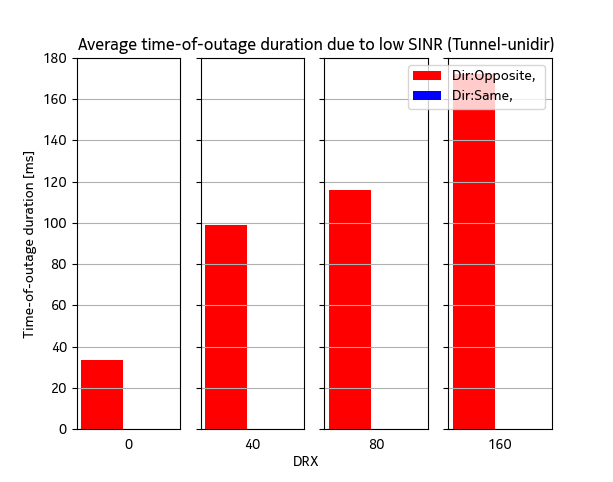 Average time-of-outage duration due to low SINR (Tunnel-unidir)
Dir:Opposite,
Dir:Same,
180
160
140
120
100
80
60
40
20
0
Time-of-outage duration [ms]
0 40 80 160
DRX